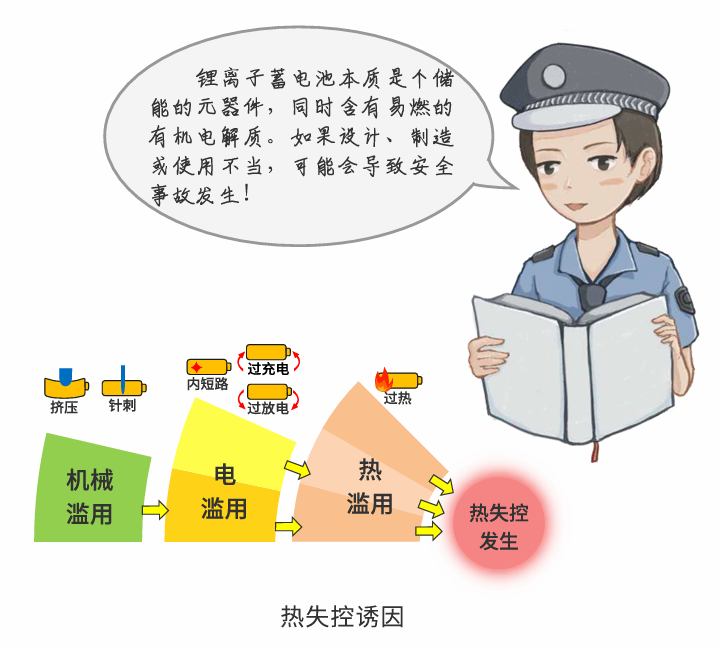 锂离子蓄电池本质是个储
能的元器件，同时含有易燃的
有机电解质。如果设计、制造
或使用不当，可能会导致安全
事故发生！
挤压
针刺
内短路
过充电
过放电
过热
机械
滥用
电
滥用
热
滥用
热失控
发生
热失控诱因